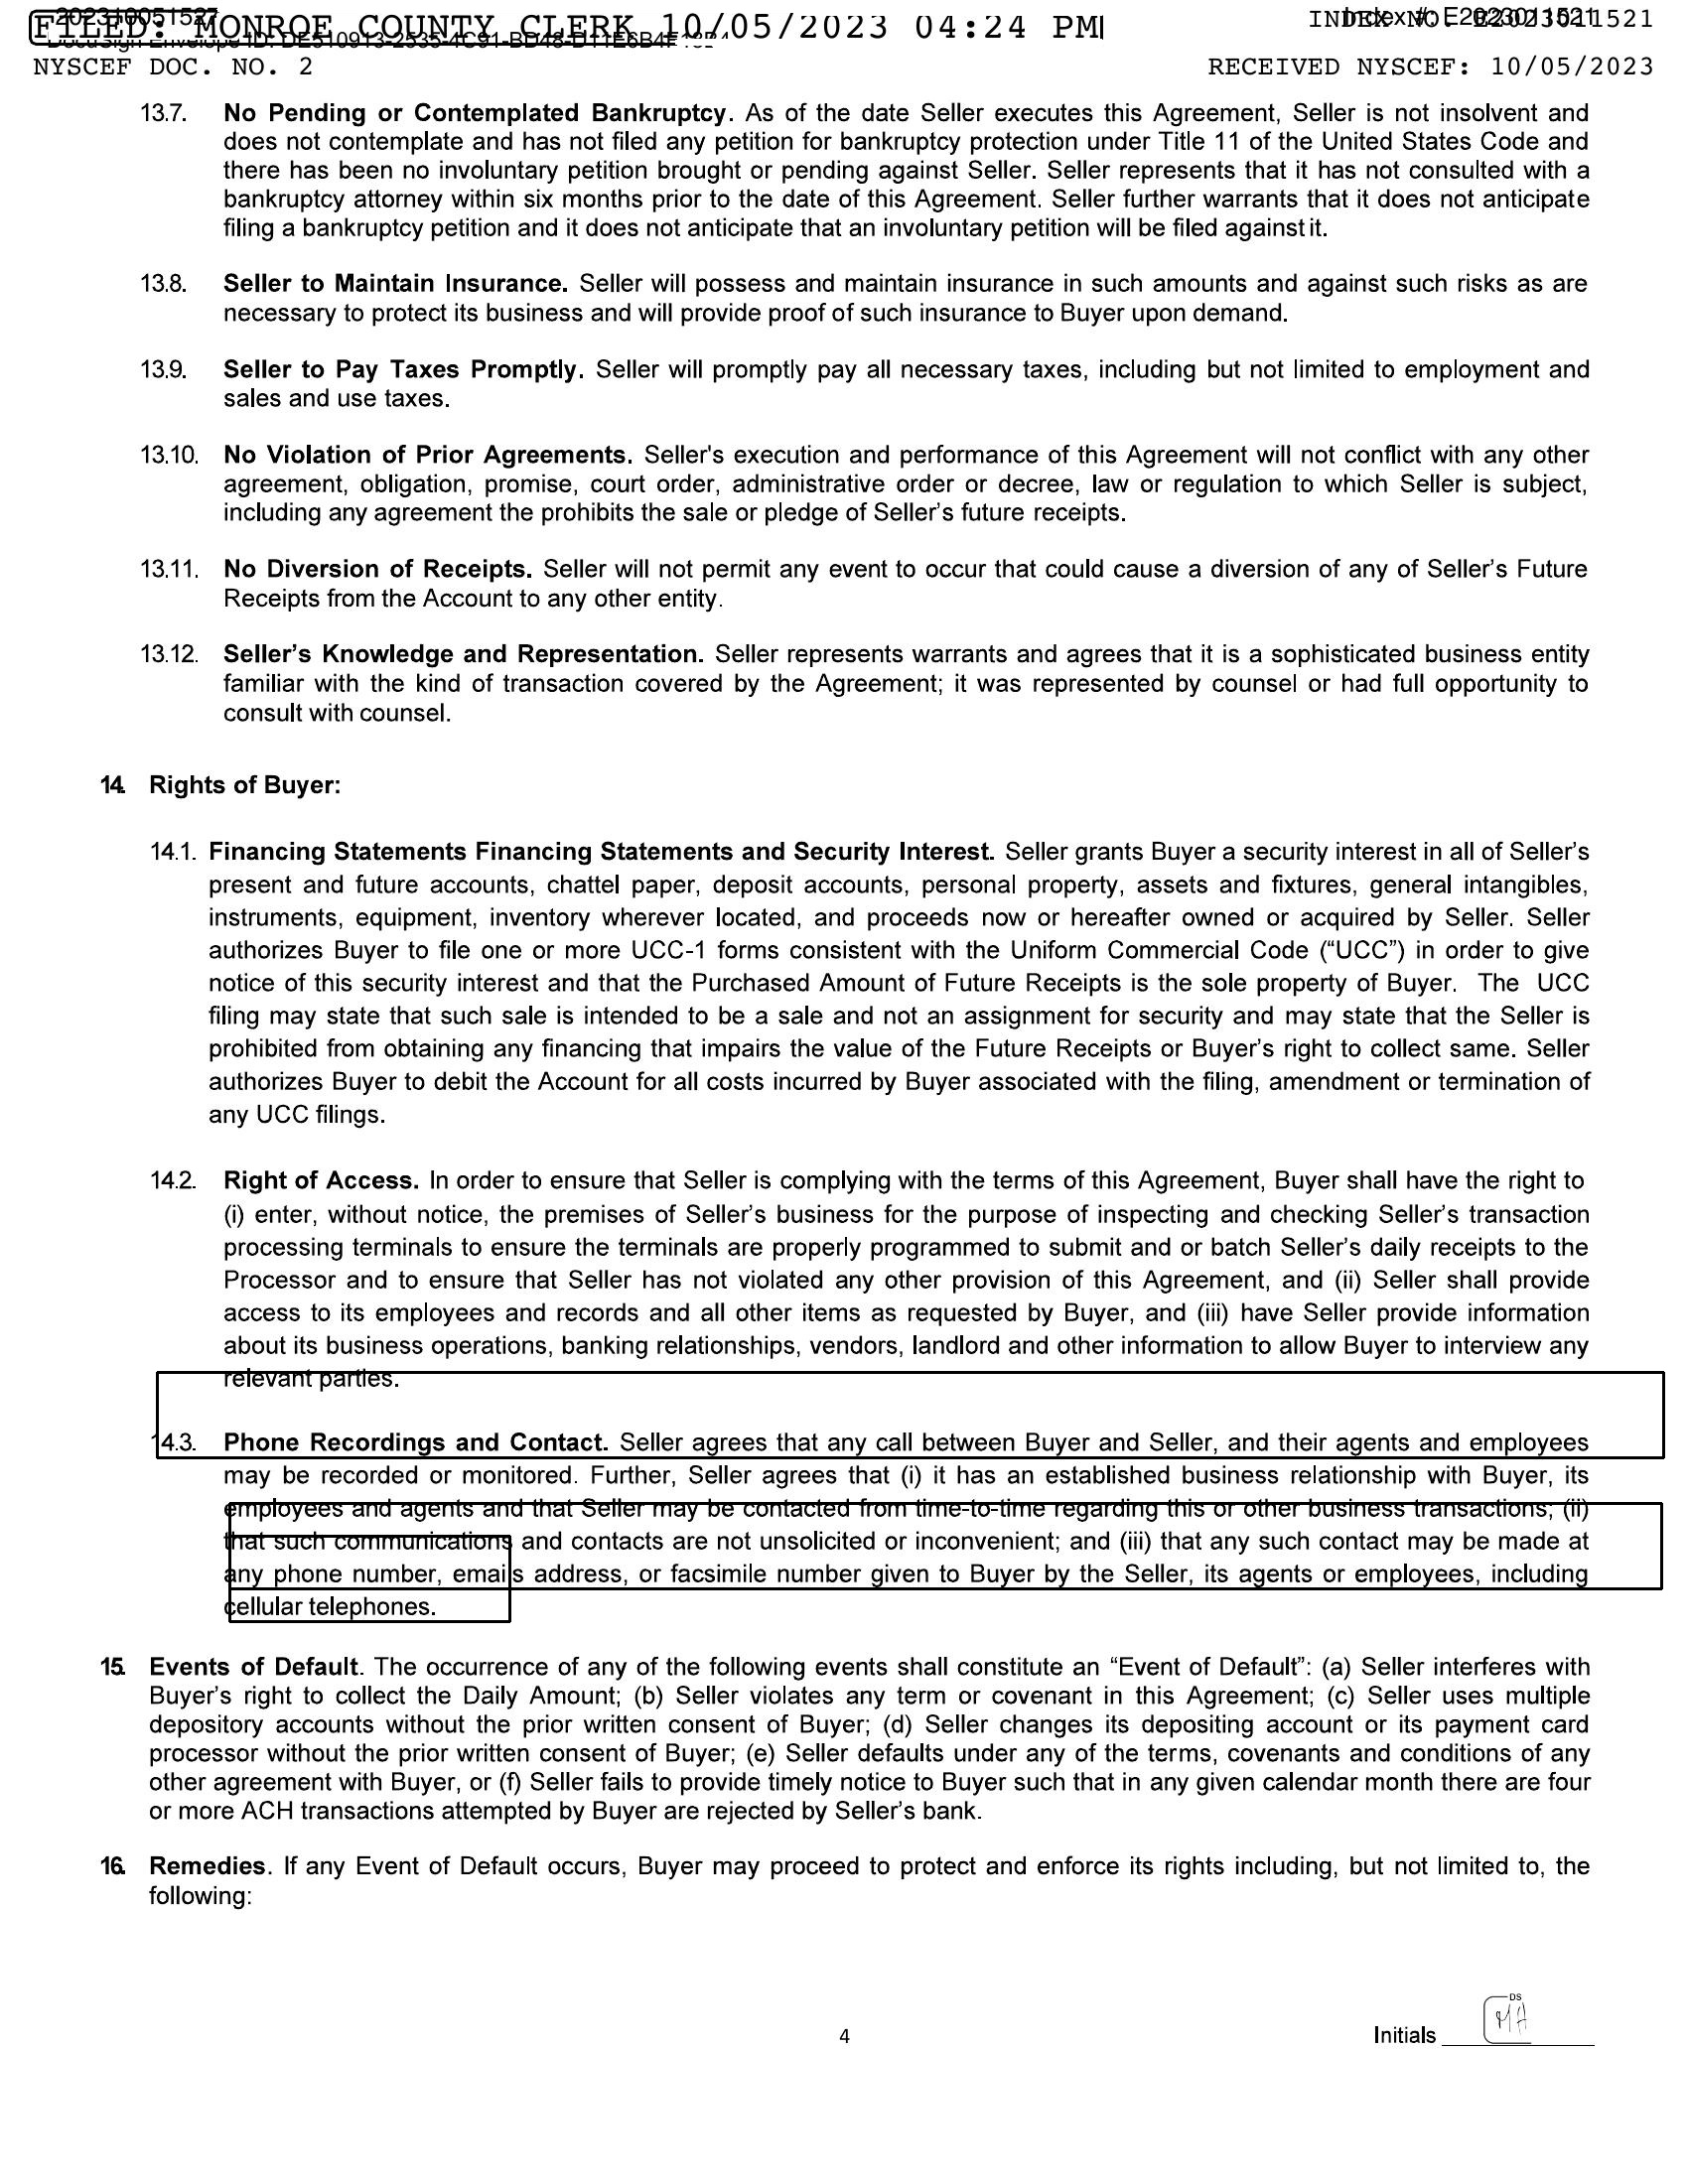 FILED: MONROE COUNTY CLERK 10/05/2023 04:24 PM
202310051527
INDEX NO. E2023011521
Index #: E2023011521
NYSCEF DOC. NO. 2
RECEIVED NYSCEF: 10/05/2023
13.7. No Pending or Contemplated Bankruptcy. As of the date Seller executes this Agreement, Seller is not insolvent and
does not contemplate and has not filed any petition for bankruptcy protection under Title 11 of the United States Code and
there has been no involuntary petition brought or pending against Seller. Seller represents that it has not consulted with a
bankruptcy attorney within six months prior to the date of this Agreement. Seller further warrants that it does not anticipate
filing a bankruptcy petition and it does not anticipate that an involuntary petition will be filed against it.
13.8. Seller to Maintain Insurance. Seller will possess and maintain insurance in such amounts and against such risks as are
necessary to protect its business and will provide proof of such insurance to Buyer upon demand.
13.9. Seller to Pay Taxes Promptly. Seller will promptly pay all necessary taxes, including but not limited to employment and
sales and use taxes.
13.10. No Violation of Prior Agreements. Seller's execution and performance of this Agreement will not conflict with any other
agreement, obligation, promise, court order, administrative order or decree, law or regulation to which Seller is subject,
including any agreement the prohibits the sale or pledge of Seller's future receipts.
13.11. No Diversion of Receipts. Seller will not permit any event to occur that could cause a diversion of any of Seller's Future
Receipts from the Account to any other entity.
13.12. Seller's Knowledge and Representation. Seller represents warrants and agrees that it is a sophisticated business entity
familiar with the kind of transaction covered by the Agreement; it was represented by counsel or had full opportunity to
consult with counsel.
14. Rights of Buyer:
14.1. Financing Statements Financing Statements and Security Interest. Seller grants Buyer a security interest in all of Seller's
present and future accounts, chattel paper, deposit accounts, personal property, assets and fixtures, general intangibles,
instruments, equipment, inventory wherever located, and proceeds now or hereafter owned or acquired by Seller. Seller
authorizes Buyer to file one or more UCC-1 forms consistent with the Uniform Commercial Code ("UCC") in order to give
notice of this security interest and that the Purchased Amount of Future Receipts is the sole property of Buyer. The UCC
filing may state that such sale is intended to be a sale and not an assignment for security and may state that the Seller is
prohibited from obtaining any financing that impairs the value of the Future Receipts or Buyer's right to collect same. Seller
authorizes Buyer to debit the Account for all costs incurred by Buyer associated with the filing, amendment or termination of
any UCC filings.
14.2. Right of Access. In order to ensure that Seller is complying with the terms of this Agreement, Buyer shall have the right to
(i) enter, without notice, the premises of Seller's business for the purpose of inspecting and checking Seller's transaction
processing terminals to ensure the terminals are properly programmed to submit and or batch Seller's daily receipts to the
Processor and to ensure that Seller has not violated any other provision of this Agreement, and (ii) Seller shall provide
access to its employees and records and all other items as requested by Buyer, and (iii) have Seller provide information
about its business operations, banking relationships, vendors, landlord and other information to allow Buyer to interview any
relevant parties.
14.3. Phone Recordings and Contact. Seller agrees that any call between Buyer and Seller, and their agents and employees
may be recorded or monitored. Further, Seller agrees that (i) it has an established business relationship with Buyer, its
employees and agents and that Seller may be contacted from time-to-time regarding this or other business transactions; (ii)
that such communications and contacts are not unsolicited or inconvenient; and (iii) that any such contact may be made at
any phone number, emails address, or facsimile number given to Buyer by the Seller, its agents or employees, including
cellular telephones.
15. Events of Default. The occurrence of any of the following events shall constitute an "Event of Default": (a) Seller interferes with
Buyer's right to collect the Daily Amount; (b) Seller violates any term or covenant in this Agreement; (c) Seller uses multiple
depository accounts without the prior written consent of Buyer; (d) Seller changes its depositing account or its payment card
processor without the prior written consent of Buyer; (e) Seller defaults under any of the terms, covenants and conditions of any
other agreement with Buyer, or (f) Seller fails to provide timely notice to Buyer such that in any given calendar month there are four
or more ACH transactions attempted by Buyer are rejected by Seller's bank.
16. Remedies. If any Event of Default occurs, Buyer may proceed to protect and enforce its rights including, but not limited to, the
following:
DS
MA
4
Initials